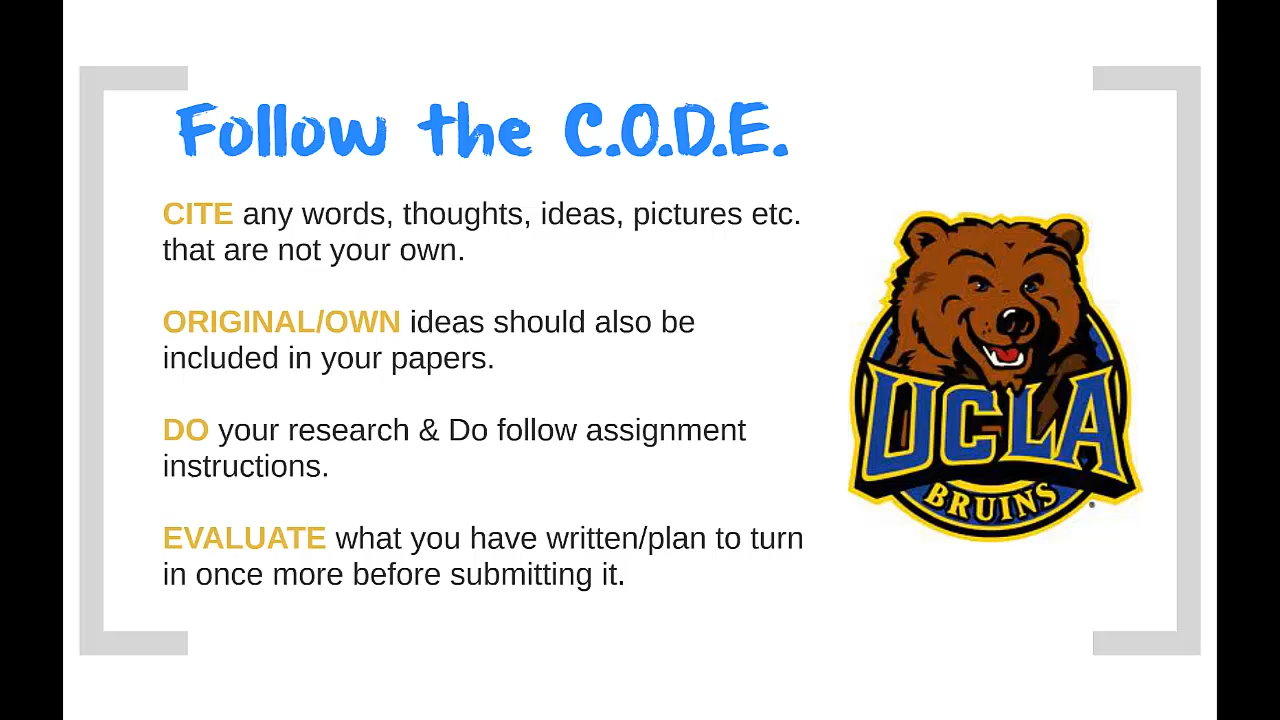 Follow the C.O.D.E.
CITE any words, thoughts, ideas, pictures etc.
that are not your own.
ORIGINAL/OWN ideas should also be
included in your papers.
DO your research & Do follow assignment
instructions.
EVALUATE what you have written/plan to turn
in once more before submitting it.
UCLA
BRUINS